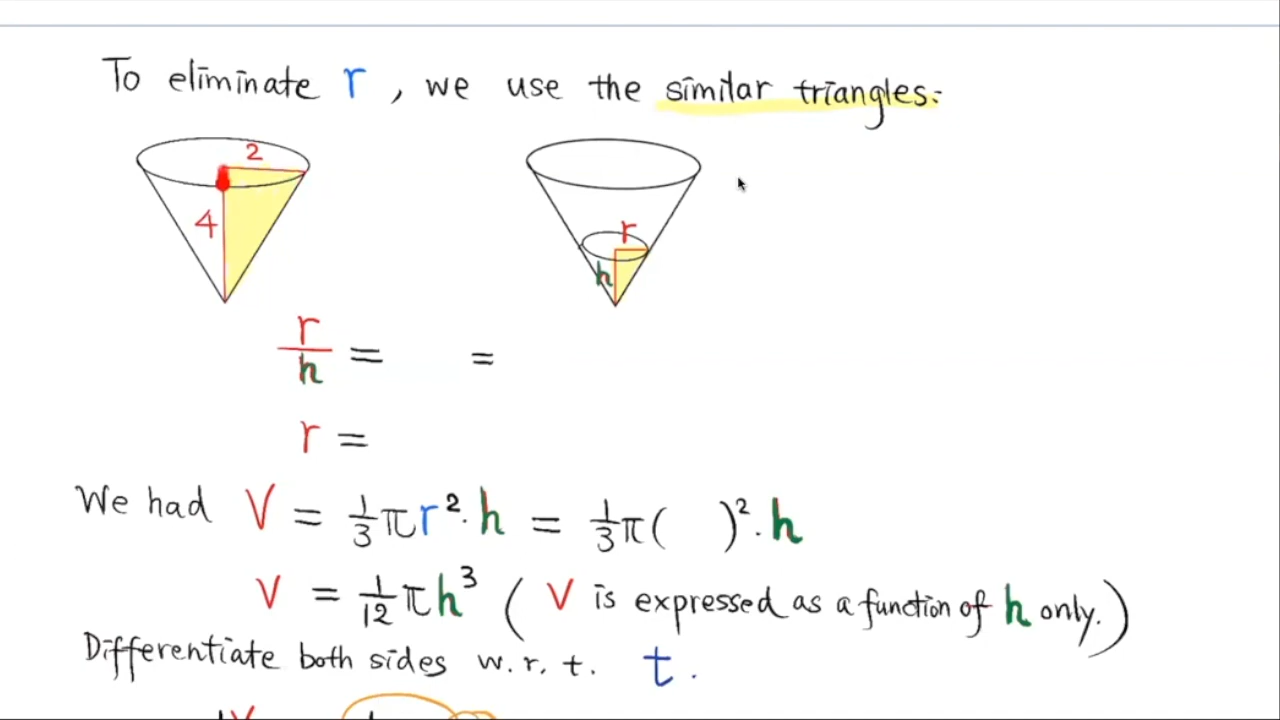 To eliminate r, we use the similar triangles.
2
4
r
h
r/h = =
r =
We had V = 1/3 π r². h = 1/3 π ( )². h
V = 1/12 π h³ ( V is expressed as a function of h only.)
Differentiate both sides w.r.t. t.